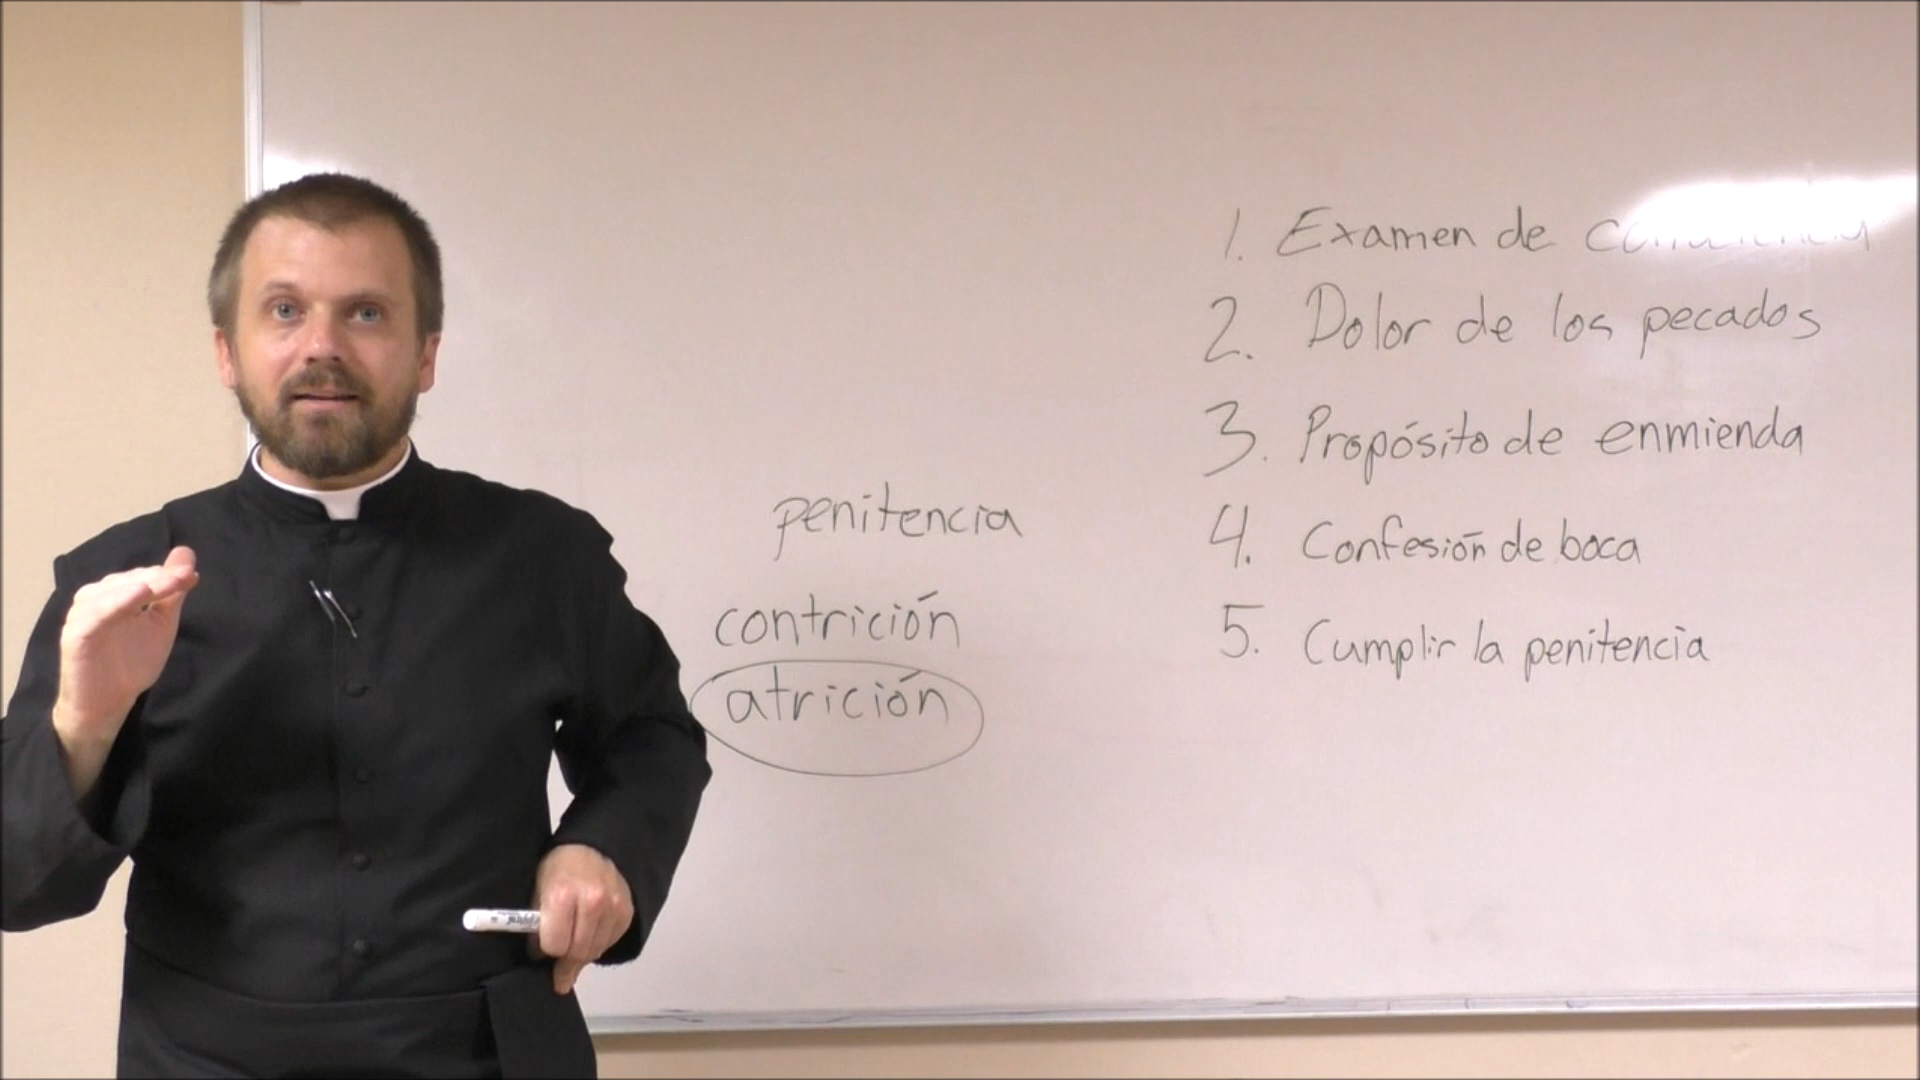 penitencia
contrición
atrición
1. Examen de
2. Dolor de los pecados
3. Propósito de enmienda
4. Confesión de boca
5. Cumplir la penitencia